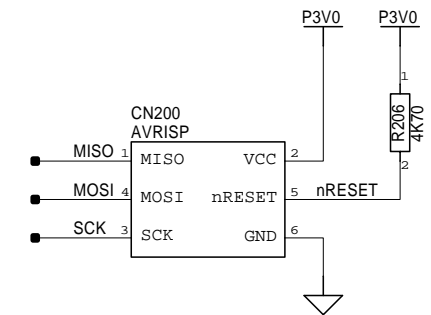 P3V0 P3V0
1
CN200
AVRISP
R206
4K70
MISO 1 MISO VCC 2
2
MOSI 4 MOSI nRESET 5 nRESET
SCK 3 SCK GND 6